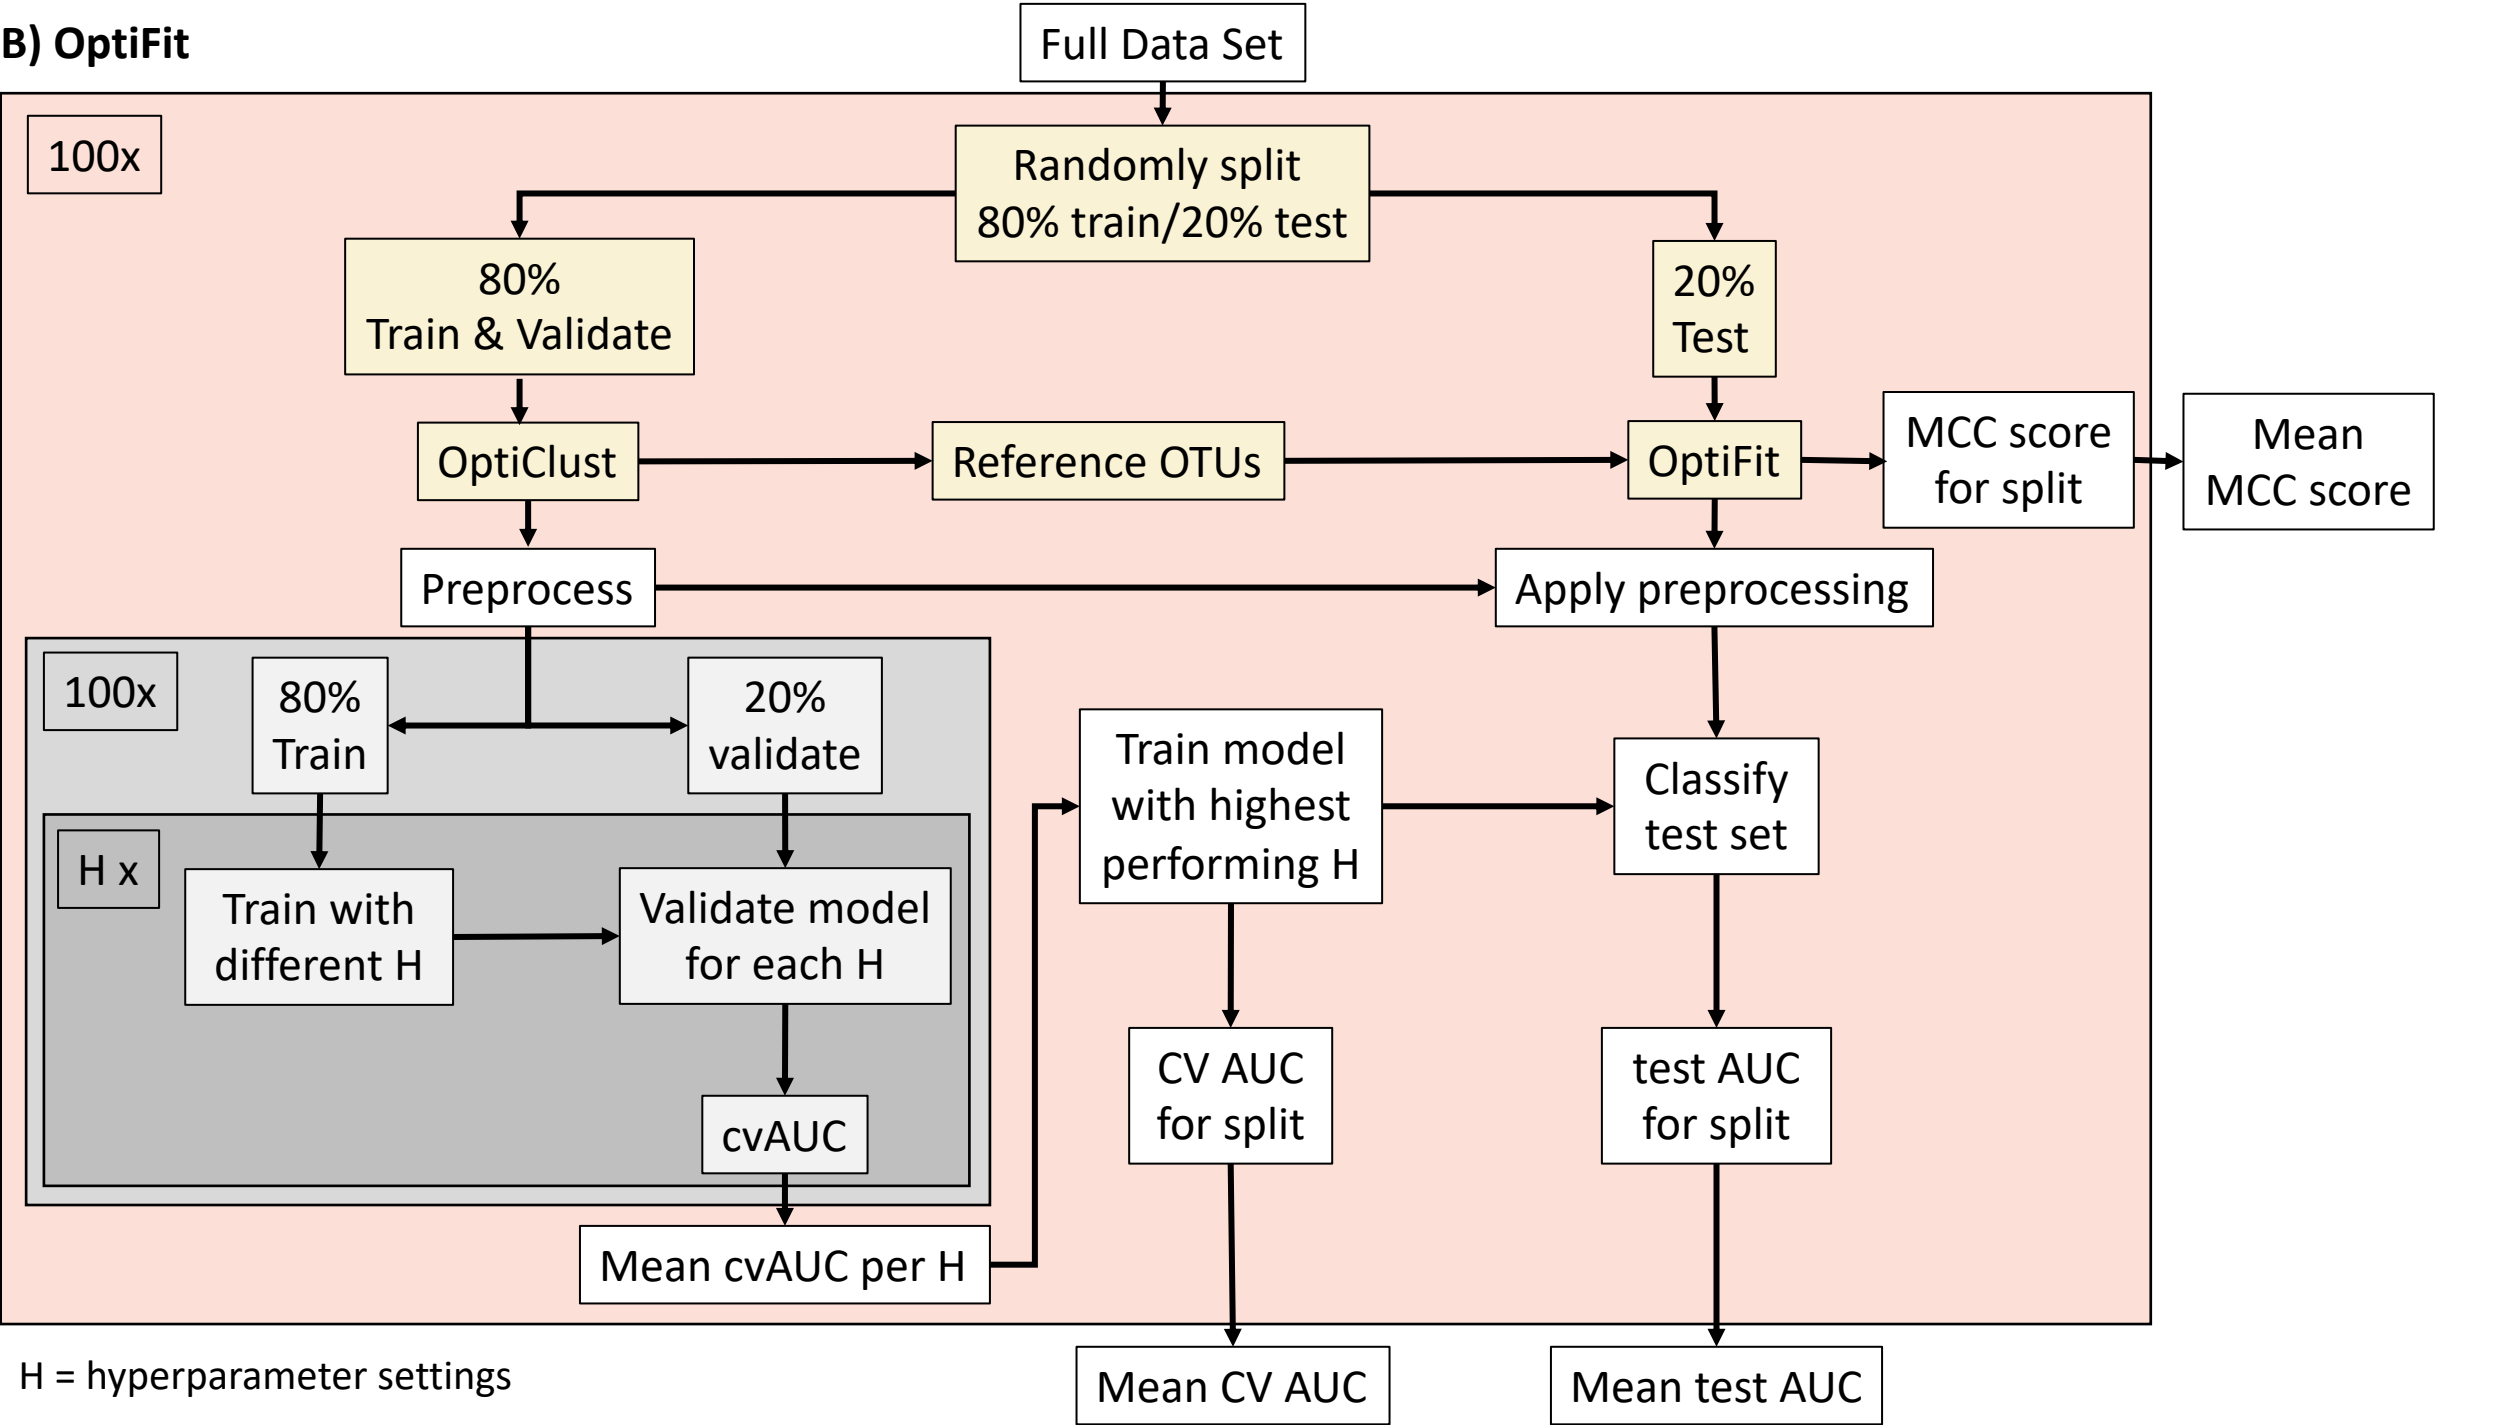 B) OptiFit
Full Data Set
100x
Randomly split
80% train/20% test
80%
Train & Validate
20%
Test
OptiClust
Reference OTUs
OptiFit
MCC score
for split
Mean
MCC score
Preprocess
Apply preprocessing
100x
80%
Train
20%
validate
Train model
with highest
performing H
Classify
test set
H x
Train with
different H
Validate model
for each H
CV AUC
for split
test AUC
for split
cvAUC
Mean cvAUC per H
H = hyperparameter settings
Mean CV AUC
Mean test AUC